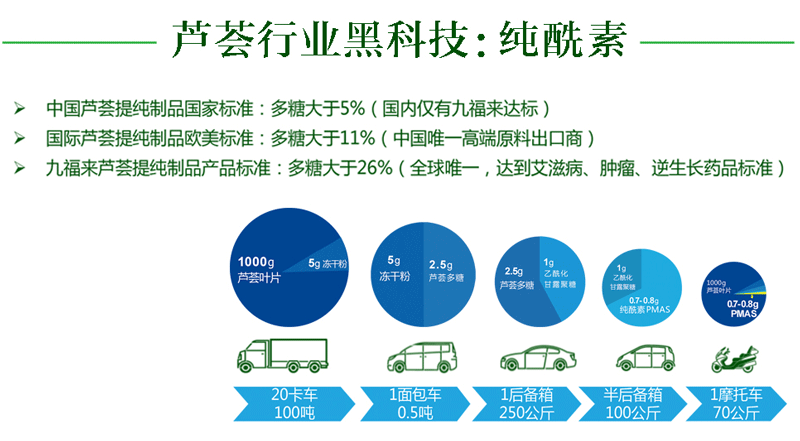 芦荟行业黑科技:纯酰素
中国芦荟提纯制品国家标准：多糖大于5%（国内仅有九福来达标）
国际芦荟提纯制品欧美标准：多糖大于11%（中国唯一高端原料出口商）
九福来芦荟提纯制品产品标准：多糖大于26%（全球唯一，达到艾滋病、肿瘤、逆生长药品标准）
1000g
芦荟叶片
5g 冻干粉
5g
冻干粉
2.5g
芦荟多糖
2.5g
芦荟多糖
1g
乙酰化
甘露聚糖
1g
乙酰化
甘露聚糖
0.7-0.8g
纯酰素PMAS
1000g
芦荟叶片
0.7-0.8g
PMAS
20卡车
100吨
1面包车
0.5吨
1后备箱
250公斤
半后备箱
100公斤
1摩托车
70公斤